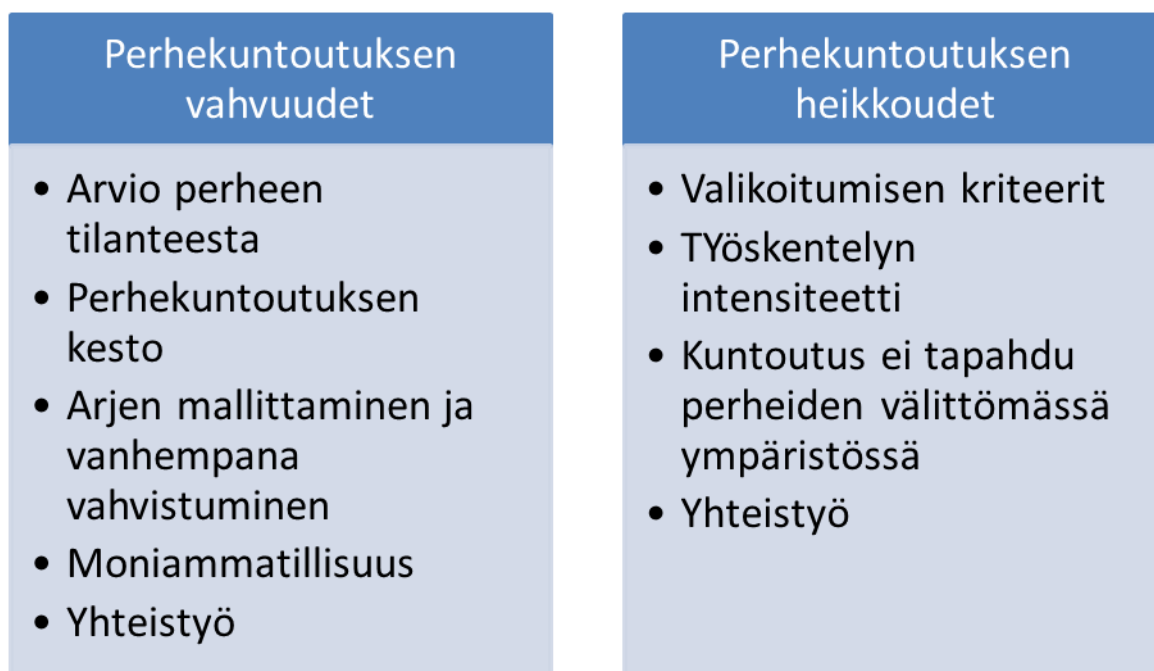 Perhekuntoutuksen
vahvuudet
• Arvio perheen
tilanteesta
• Perhekuntoutuksen
kesto
• Arjen mallittaminen ja
vanhempana
vahvistuminen
• Moniammatillisuus
• Yhteistyö
Perhekuntoutuksen
heikkoudet
• Valikoitumisen kriteerit
• TYöskentelyn
intensiteetti
• Kuntoutus ei tapahdu
perheiden välittömässä
ympäristössä
• Yhteistyö